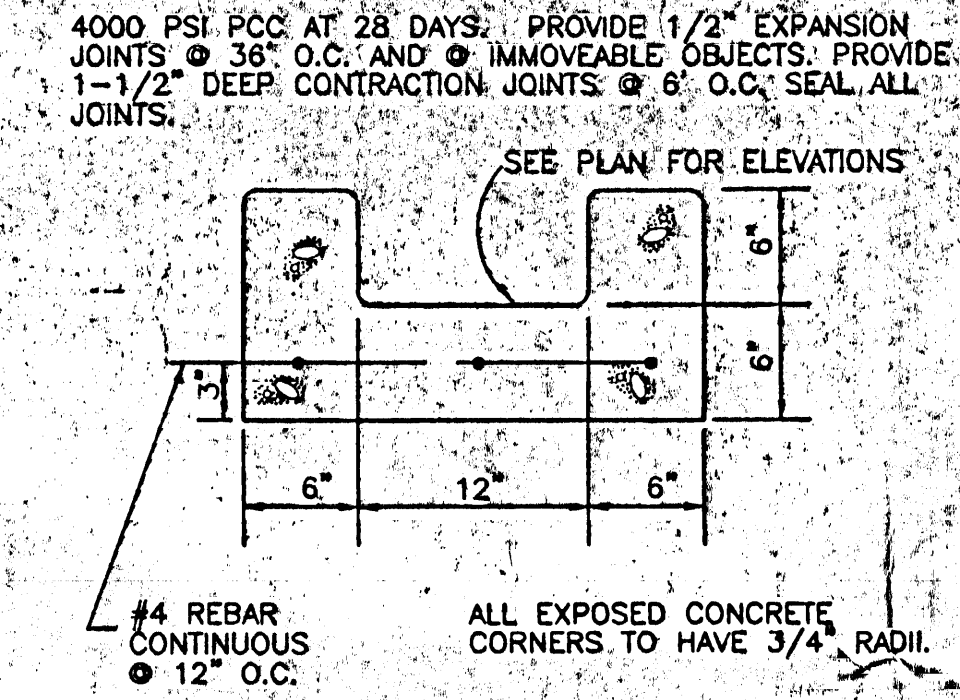 4000 PSI PCC AT 28 DAYS. PROVIDE 1/2" EXPANSION
JOINTS @ 36' O.C. AND @ IMMOVEABLE OBJECTS. PROVIDE
1-1/2" DEEP CONTRACTION JOINTS @ 6' O.C. SEAL ALL
JOINTS.
SEE PLAN FOR ELEVATIONS
6"
6"
3"
6"
12"
6"
#4 REBAR
CONTINUOUS
@ 12" O.C.
ALL EXPOSED CONCRETE
CORNERS TO HAVE 3/4" RADII.